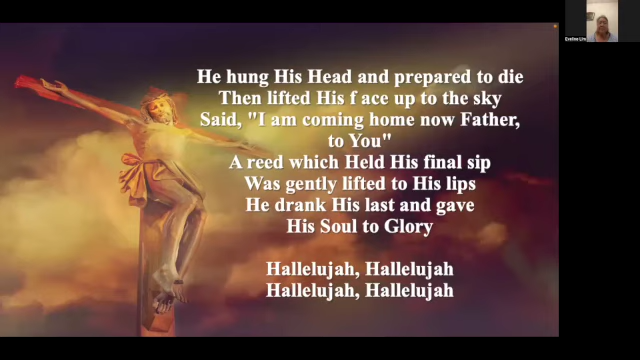 He hung His Head and prepared to die
Then lifted His f ace up to the sky
Said, "I am coming home now Father,
to You"
A reed which Held His final sip
Was gently lifted to His lips
He drank His last and gave
His Soul to Glory
Hallelujah, Hallelujah
Hallelujah, Hallelujah